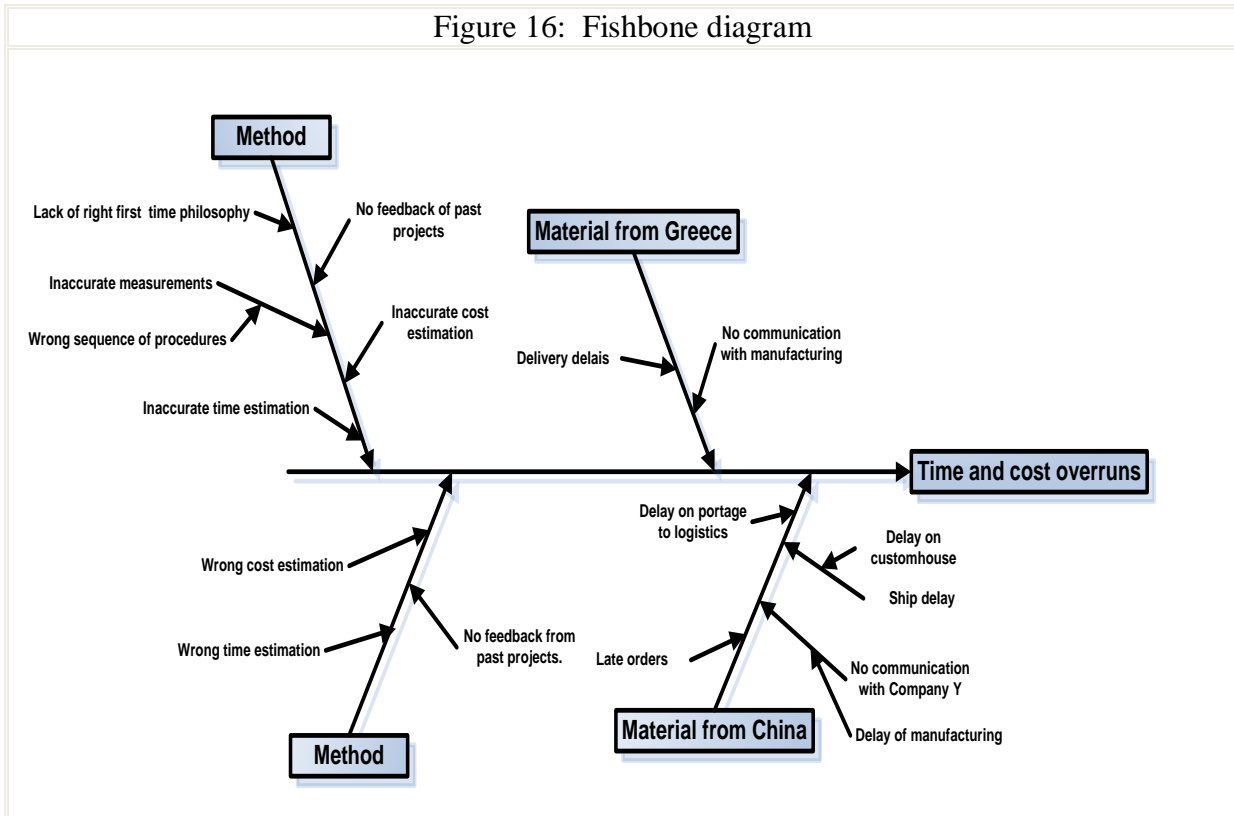 Figure 16: Fishbone diagram
Method
Lack of right first time philosophy
No feedback of past
projects
Inaccurate measurements
Wrong sequence of procedures
Inaccurate cost
estimation
Inaccurate time estimation
Material from Greece
Delivery delais
No communication
with manufacturing
Time and cost overruns
Wrong cost estimation
Wrong time estimation
No feedback from
past projects.
Method
Delay on portage
to logistics
Delay on
customhouse
Ship delay
Late orders
No communication
with Company Y
Delay of manufacturing
Material from China